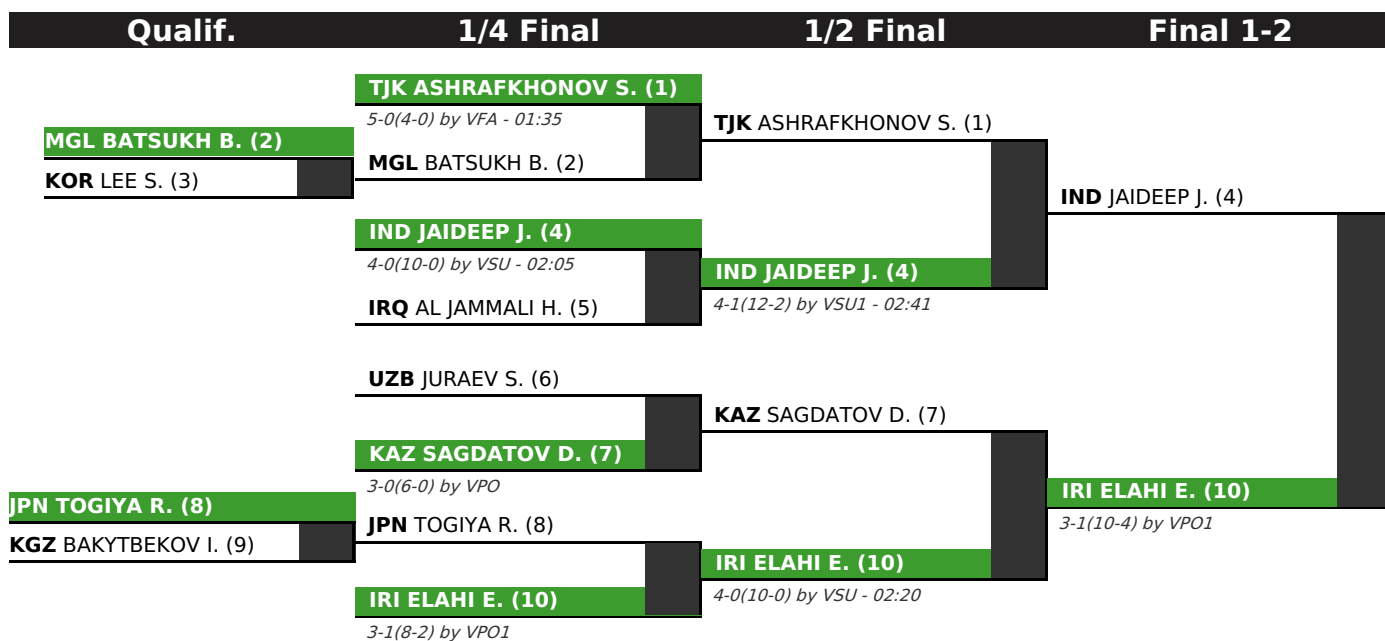 Qualif.
1/4 Final
1/2 Final
Final 1-2
MGL BATSUKH B. (2)
KOR LEE S. (3)
JPN TOGIYA R. (8)
KGZ BAKYTBEKOV I. (9)
TJK ASHRAFKHONOV S. (1)
5-0(4-0) by VFA - 01:35
MGL BATSUKH B. (2)
IND JAIDEEP J. (4)
4-0(10-0) by VSU - 02:05
IRQ AL JAMMALI H. (5)
UZB JURAEV S. (6)
KAZ SAGDATOV D. (7)
3-0(6-0) by VPO
JPN TOGIYA R. (8)
IRI ELAHI E. (10)
3-1(8-2) by VPO1
TJK ASHRAFKHONOV S. (1)
IND JAIDEEP J. (4)
4-1(12-2) by VSU1 - 02:41
KAZ SAGDATOV D. (7)
IRI ELAHI E. (10)
4-0(10-0) by VSU - 02:20
IND JAIDEEP J. (4)
IRI ELAHI E. (10)
3-1(10-4) by VPO1